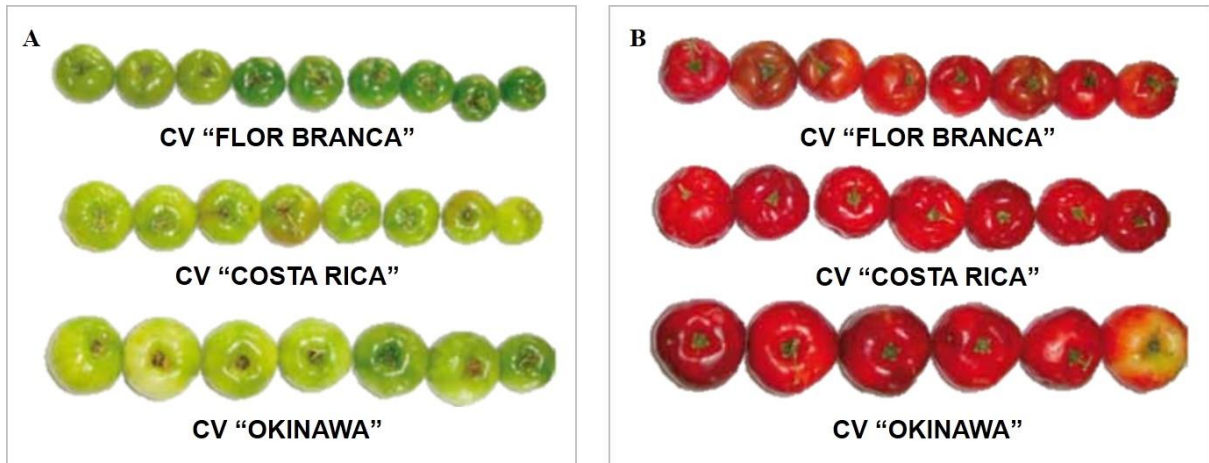 A
CV “FLOR BRANCA”
CV “COSTA RICA”
CV “OKINAWA”
B
CV “FLOR BRANCA”
CV “COSTA RICA”
CV “OKINAWA”